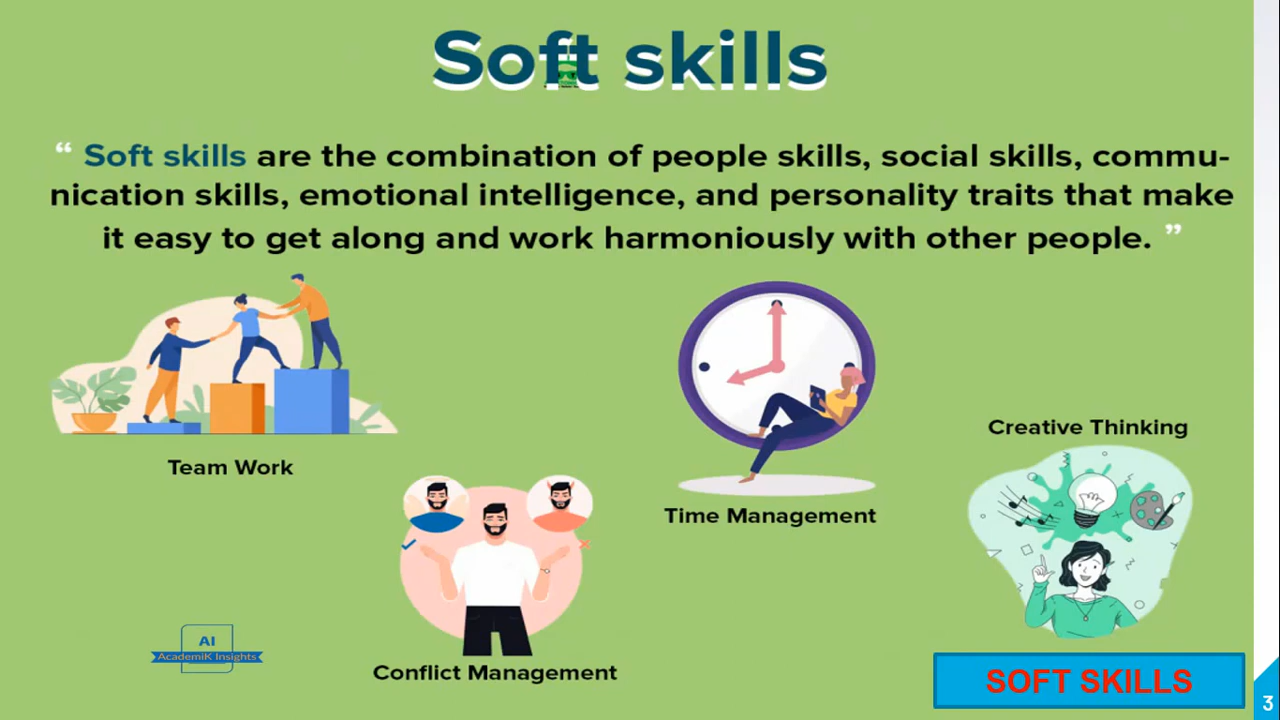 Soft skills
“ Soft skills are the combination of people skills, social skills, commu-
nication skills, emotional intelligence, and personality traits that make
it easy to get along and work harmoniously with other people. ”
Creative Thinking
Team Work
Time Management
AI
AcademiK Insights
Conflict Management
SOFT SKILLS
3